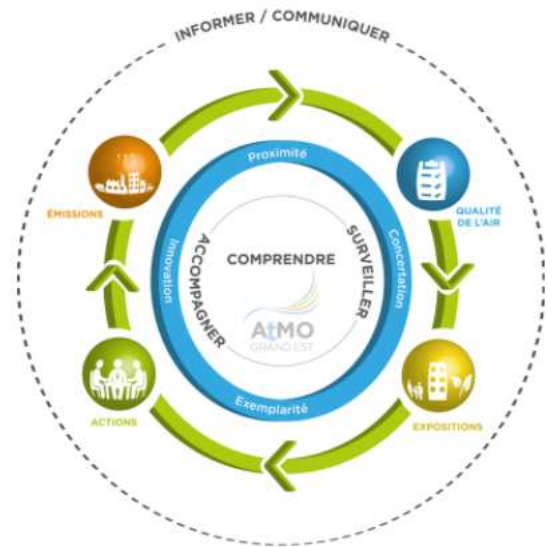 INFORMER / COMMUNIQUER
Proximité
ÉMISSIONS
QUALITÉ
DE L'AIR
Innovation
ACCOMPAGNER
COMPRENDRE
SURVEILLER
Concertation
AtMO
GRAND EST
Exemplarité
ACTIONS
EXPOSITIONS